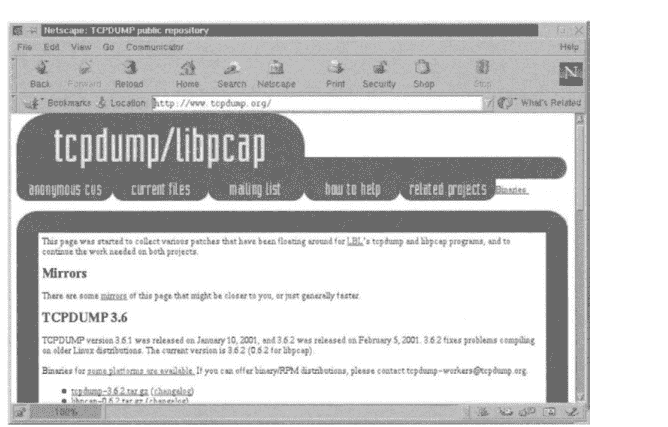 Netscape: TCPDUMP public repository
File Edit View Go Communicator Help
Back Forward Reload Home Search Netscape Print Security Shop Stop
Bookmarks Location http://www.tcpdump.org/ What's Related
tcpdump/libpcap
anonymous cvs current files mailing list how to help related projects Binaries
This page was started to collect various patches that have been floating around for LBL's tcpdump and libpcap programs, and to
continue the work needed on both projects.
Mirrors
There are some mirrors of this page that might be closer to you, or just generally faster.
TCPDUMP 3.6
TCPDUMP version 3.6.1 was released on January 10, 2001, and 3.6.2 was released on February 5, 2001. 3.6.2 fixes problems compiling
on older Linux distributions. The current version is 3.6.2 (0.6.2 for libpcap).
Binaries for some platforms are available. If you can offer binary/RPM distributions, please contact tcpdump-workers@tcpdump.org.
tcpdump-3.6.2.tar.gz (changelog)
libpcap-0.6.2.tar.gz (changelog)
100%